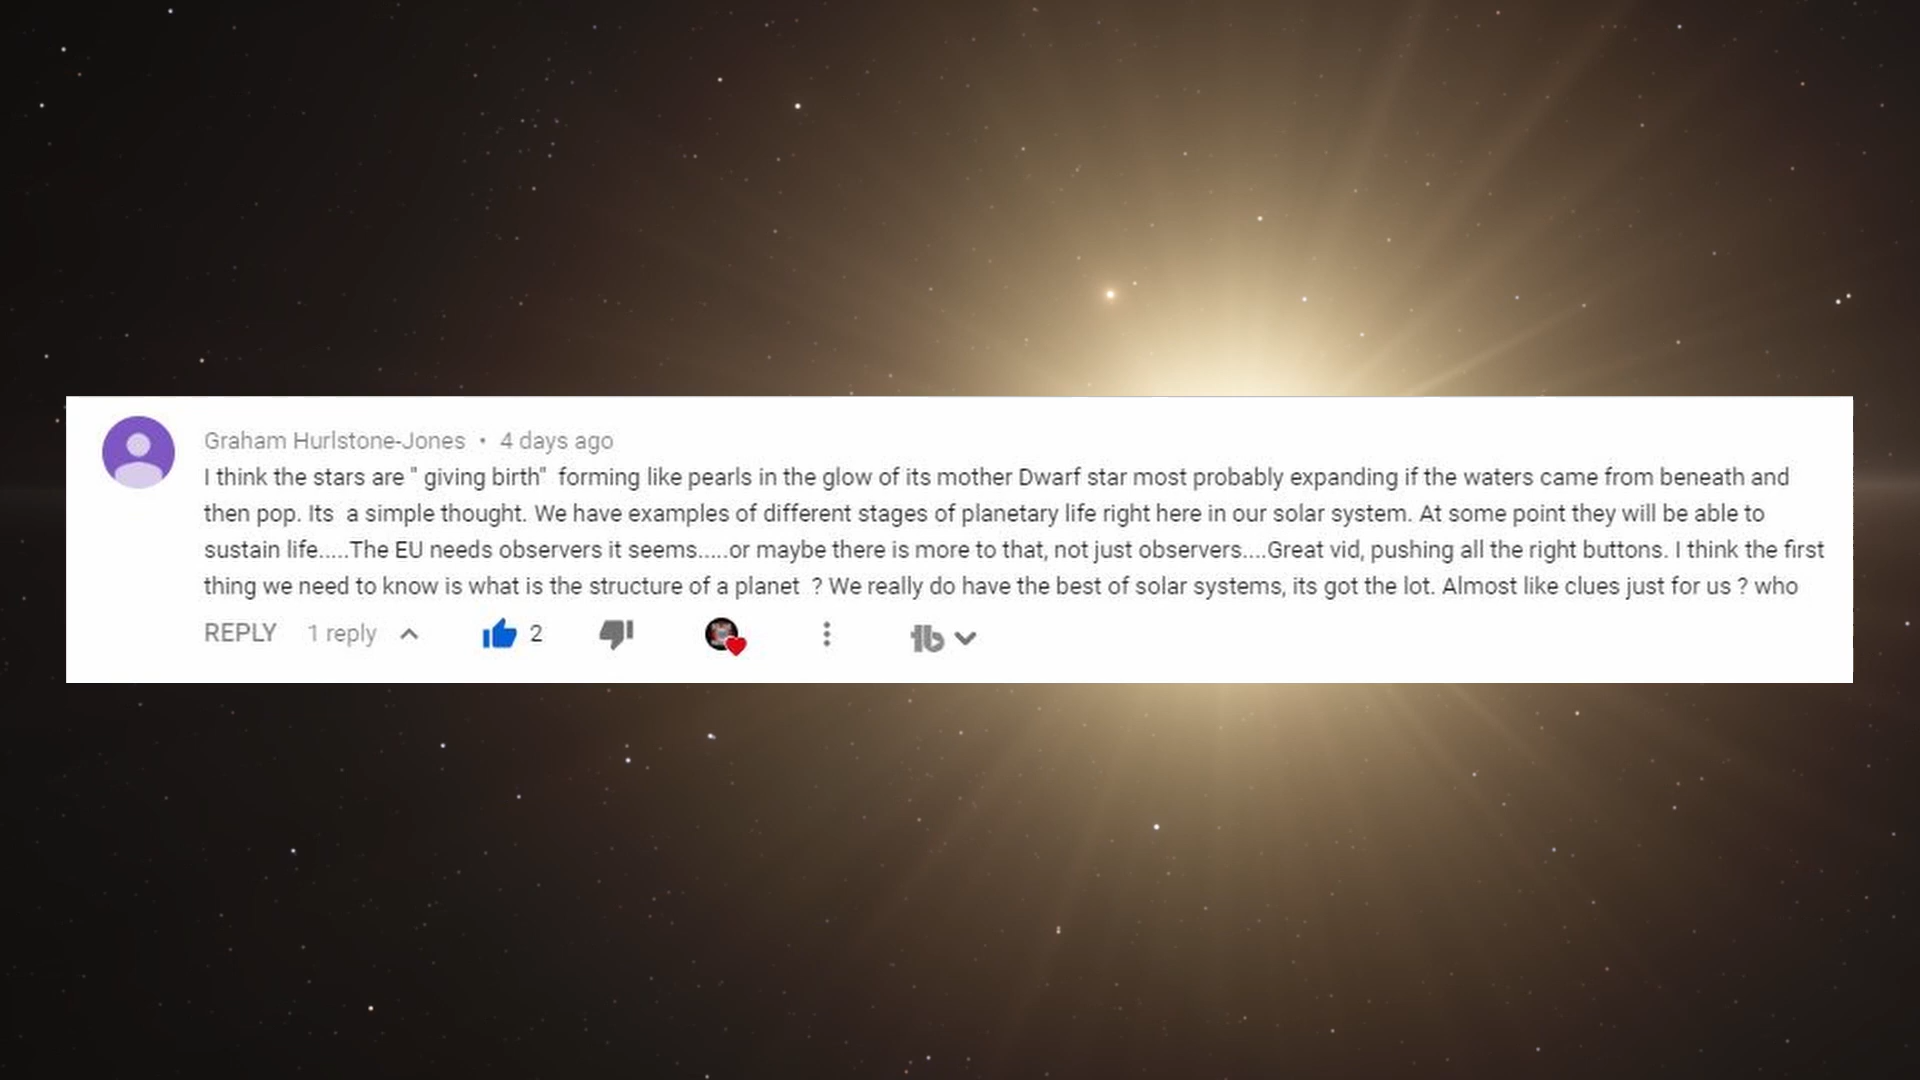 Graham Hurlstone-Jones • 4 days ago
I think the stars are " giving birth"  forming like pearls in the glow of its mother Dwarf star most probably expanding if the waters came from beneath and
then pop. Its  a simple thought. We have examples of different stages of planetary life right here in our solar system. At some point they will be able to
sustain life.....The EU needs observers it seems.....or maybe there is more to that, not just observers....Great vid, pushing all the right buttons. I think the first
thing we need to know is what is the structure of a planet  ? We really do have the best of solar systems, its got the lot. Almost like clues just for us ? who
REPLY 1 reply 2 tb